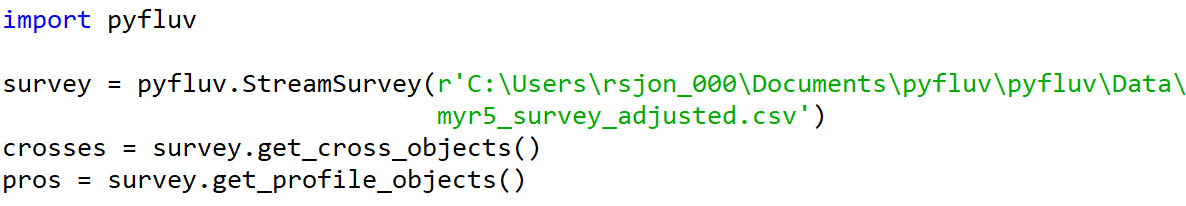 import pyfluv
survey = pyfluv.StreamSurvey(r'C:\Users\rsjon_000\Documents\pyfluv\pyfluv\Data\
myr5_survey_adjusted.csv')
crosses = survey.get_cross_objects()
pros = survey.get_profile_objects()